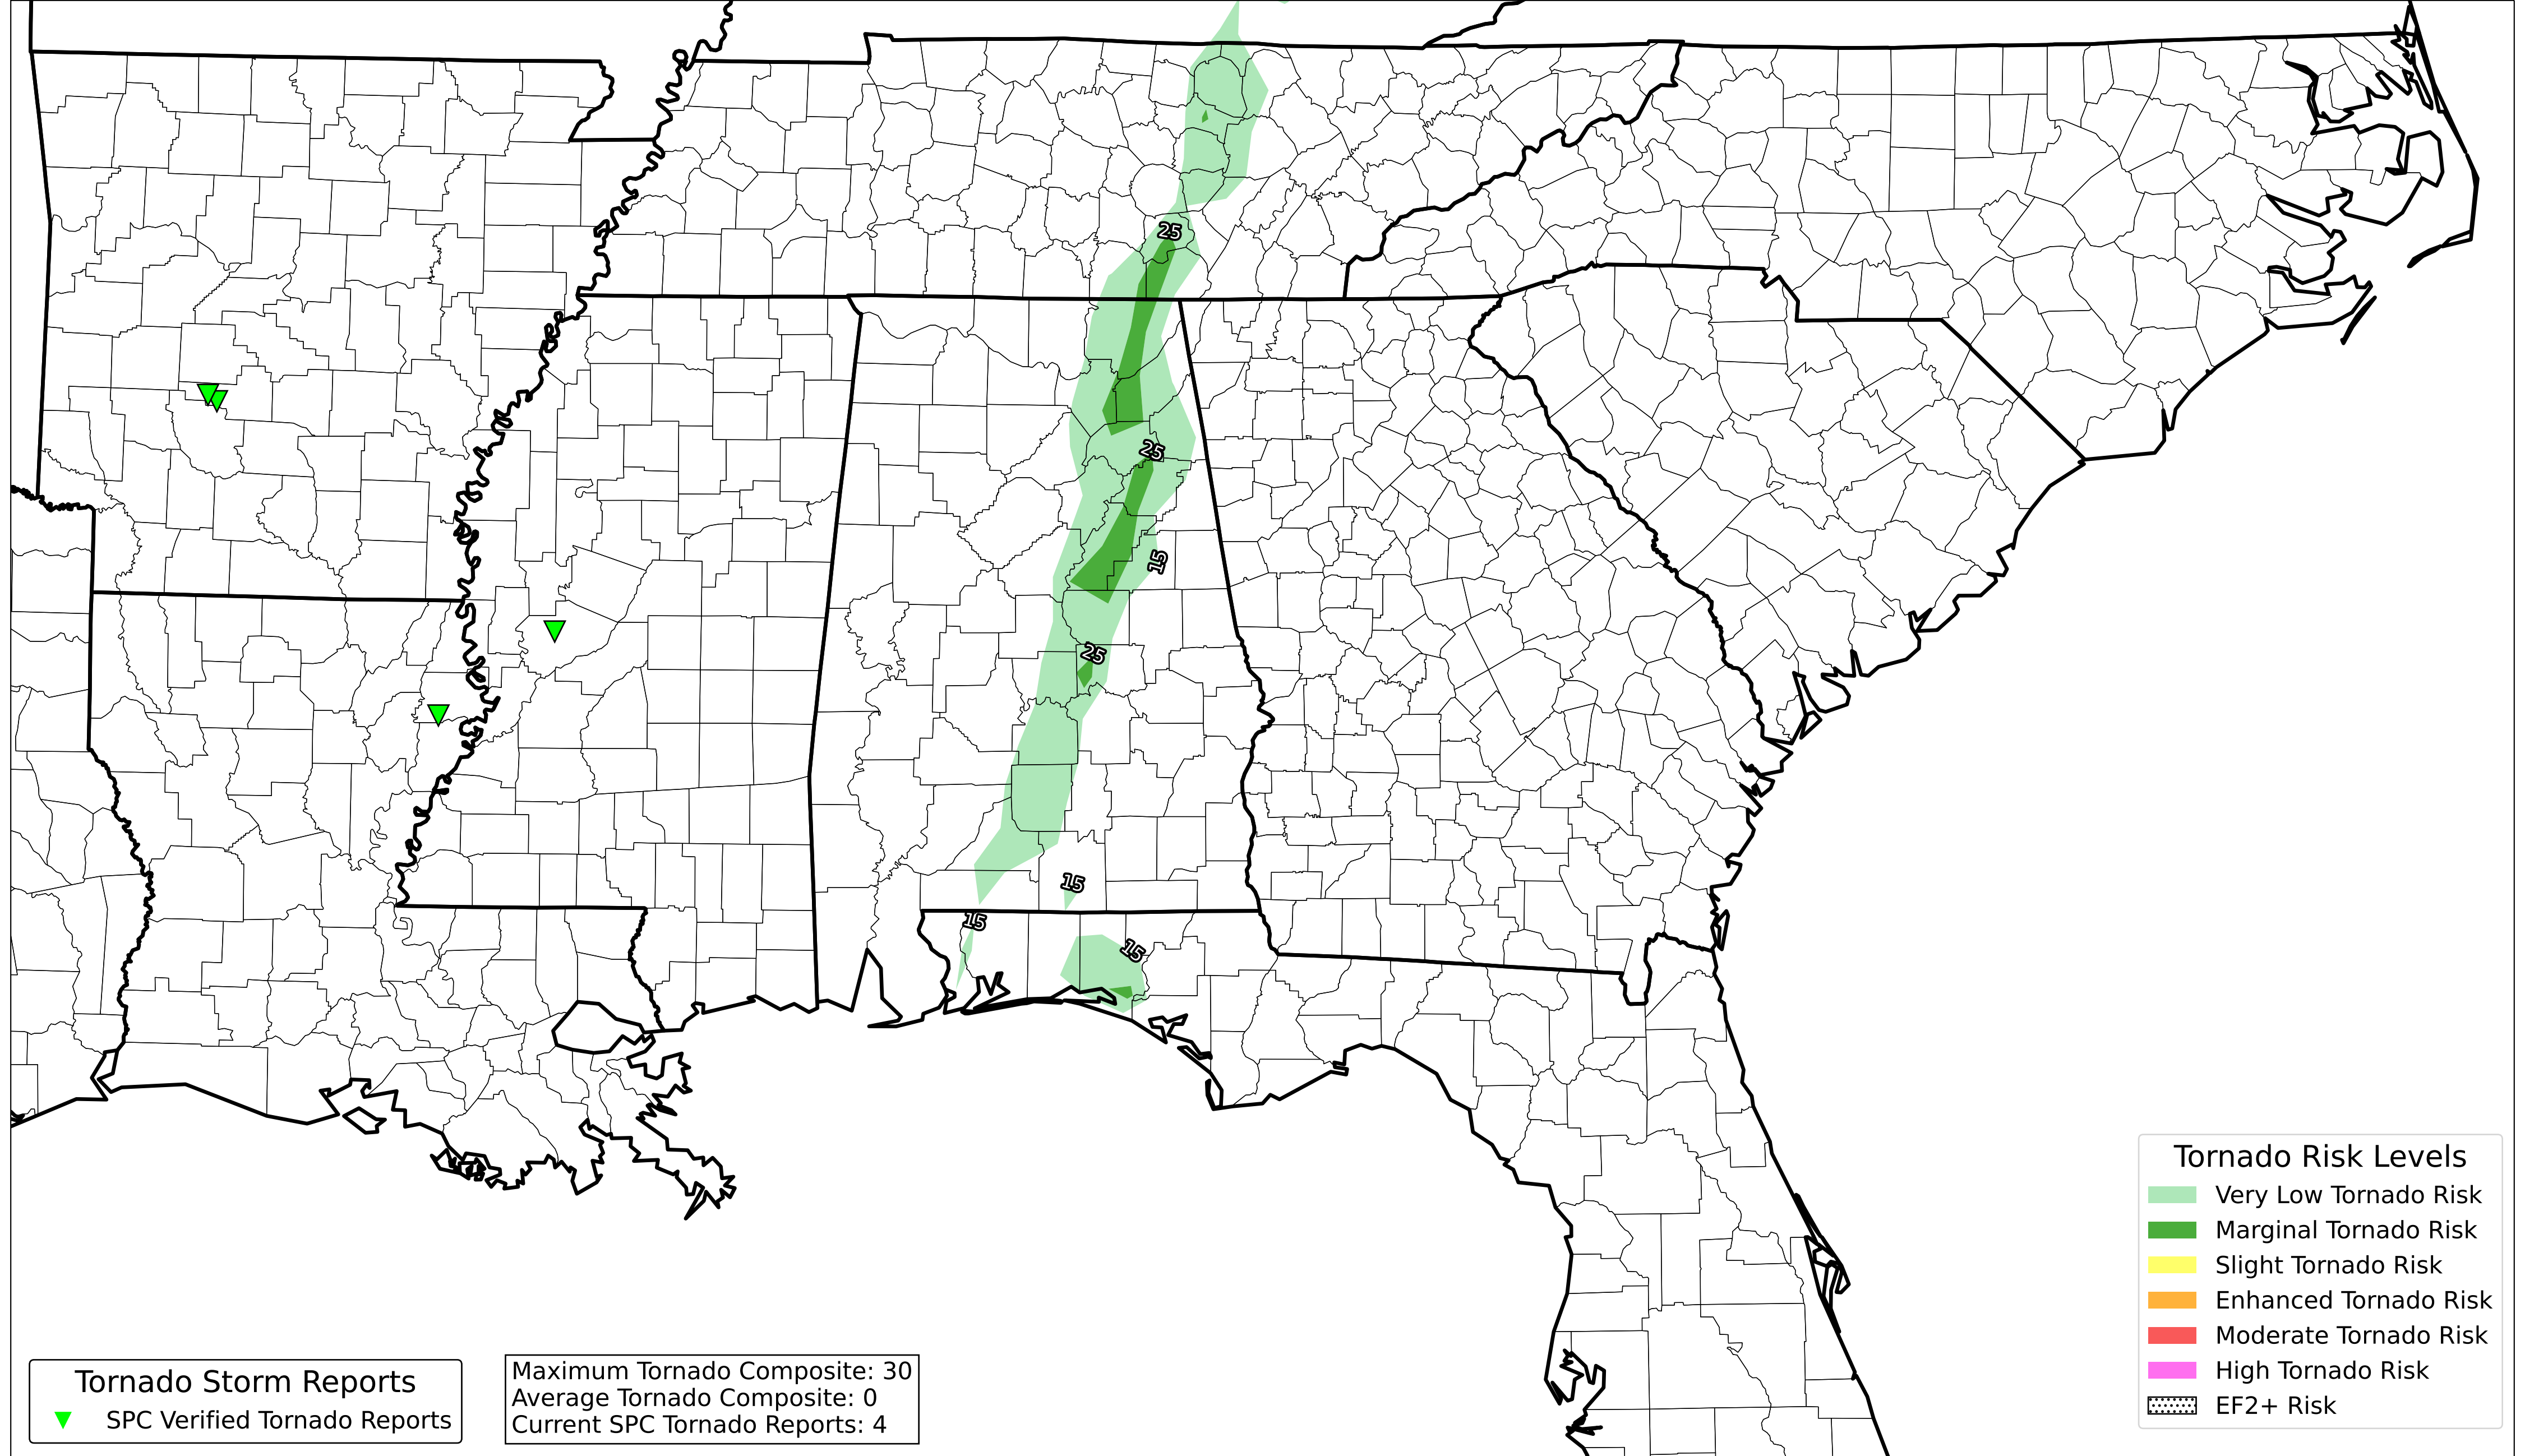 25
25
15
25
15
15
15
Tornado Risk Levels
Very Low Tornado Risk
Marginal Tornado Risk
Slight Tornado Risk
Enhanced Tornado Risk
Moderate Tornado Risk
High Tornado Risk
EF2+ Risk
Tornado Storm Reports
SPC Verified Tornado Reports
Maximum Tornado Composite: 30
Average Tornado Composite: 0
Current SPC Tornado Reports: 4